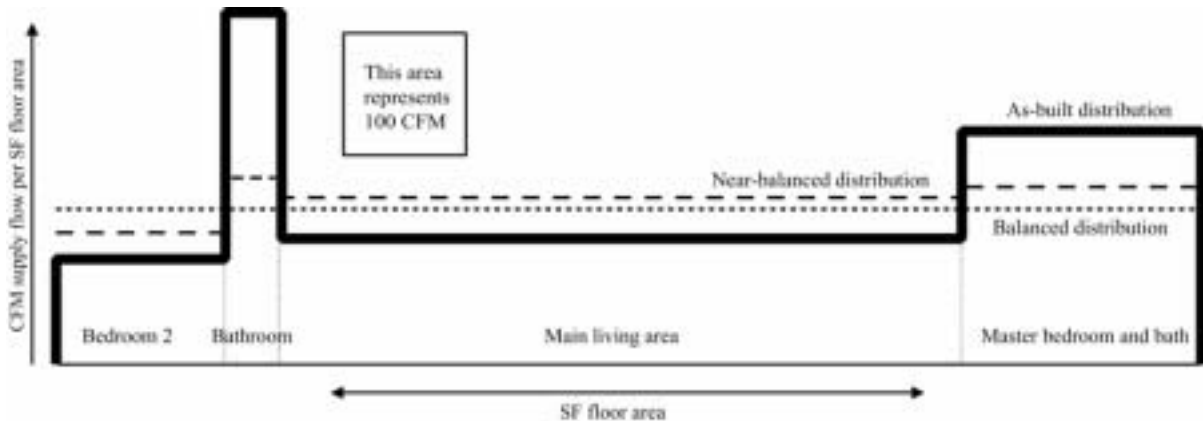 CFM supply flow per SF floor area
This area
represents
100 CFM
As-built distribution
Near-balanced distribution
Balanced distribution
Bedroom 2
Bathroom
Main living area
Master bedroom and bath
SF floor area